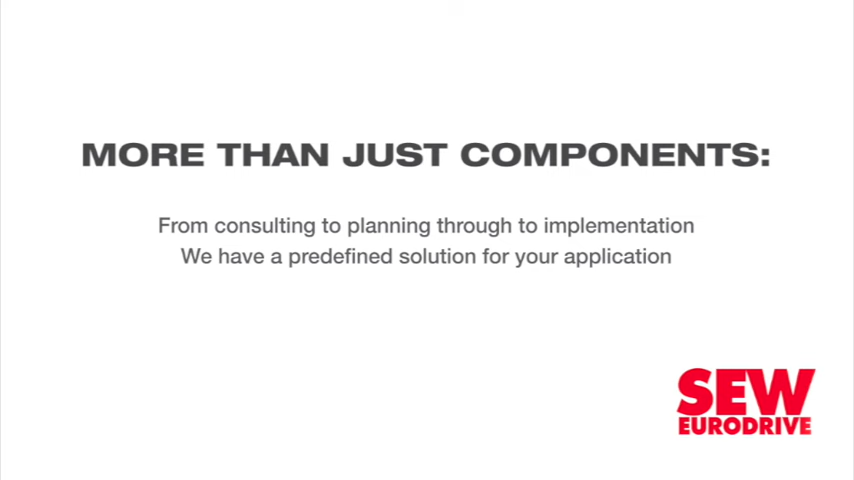 MORE THAN JUST COMPONENTS:
From consulting to planning through to implementation
We have a predefined solution for your application
SEW
EURODRIVE